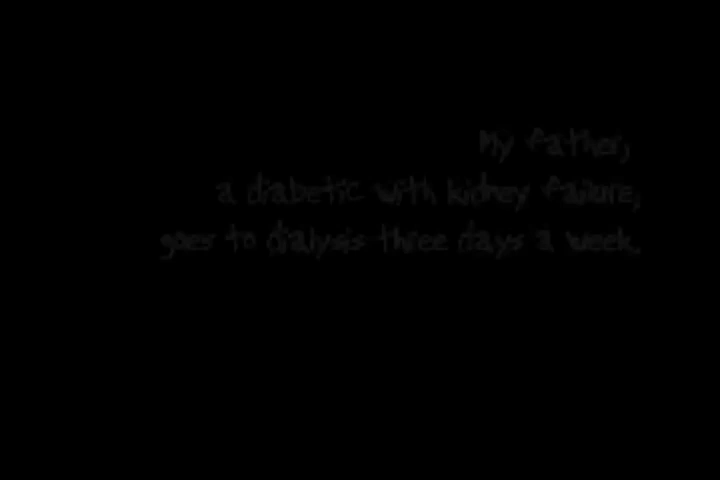 My father,
a diabetic with kidney failure,
goes to dialysis three days a week.